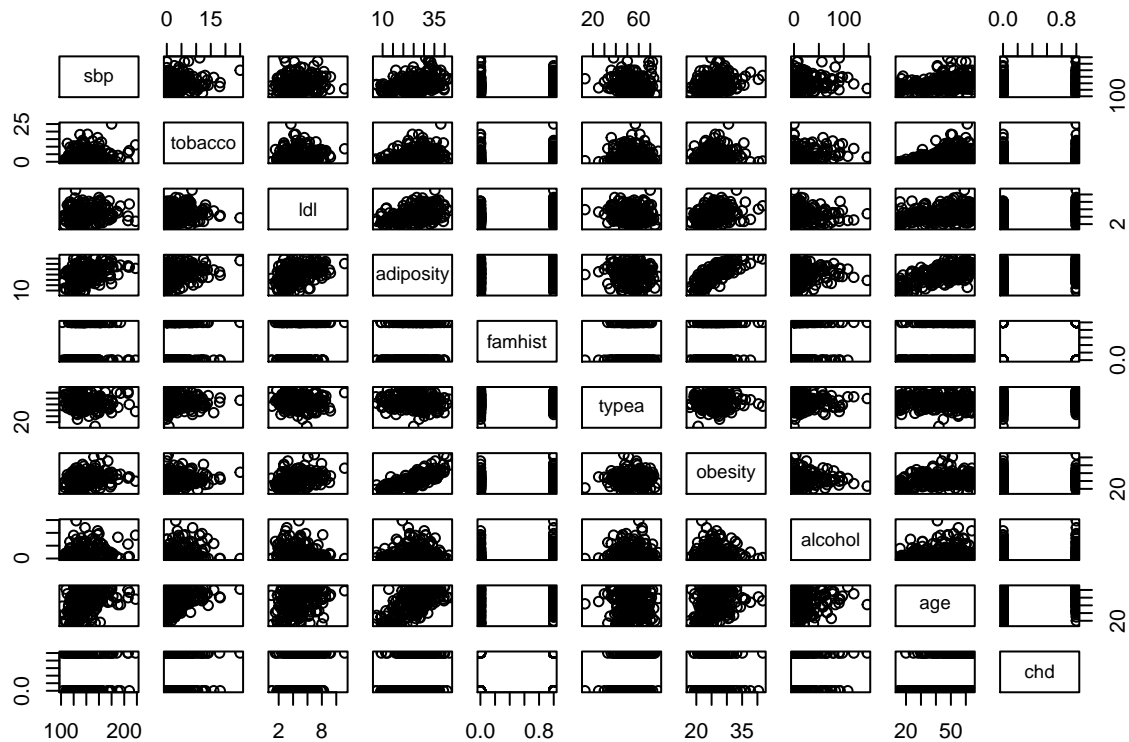 0 15 10 35 20 60 0 100 0.0 0.8
sbp 100
25 0 tobacco
ldl 2
10 adiposity
famhist 0.0
20 typea
obesity 20
0 alcohol
age 20
0.0 chd
100 200 2 8 0.0 0.8 20 35 20 50